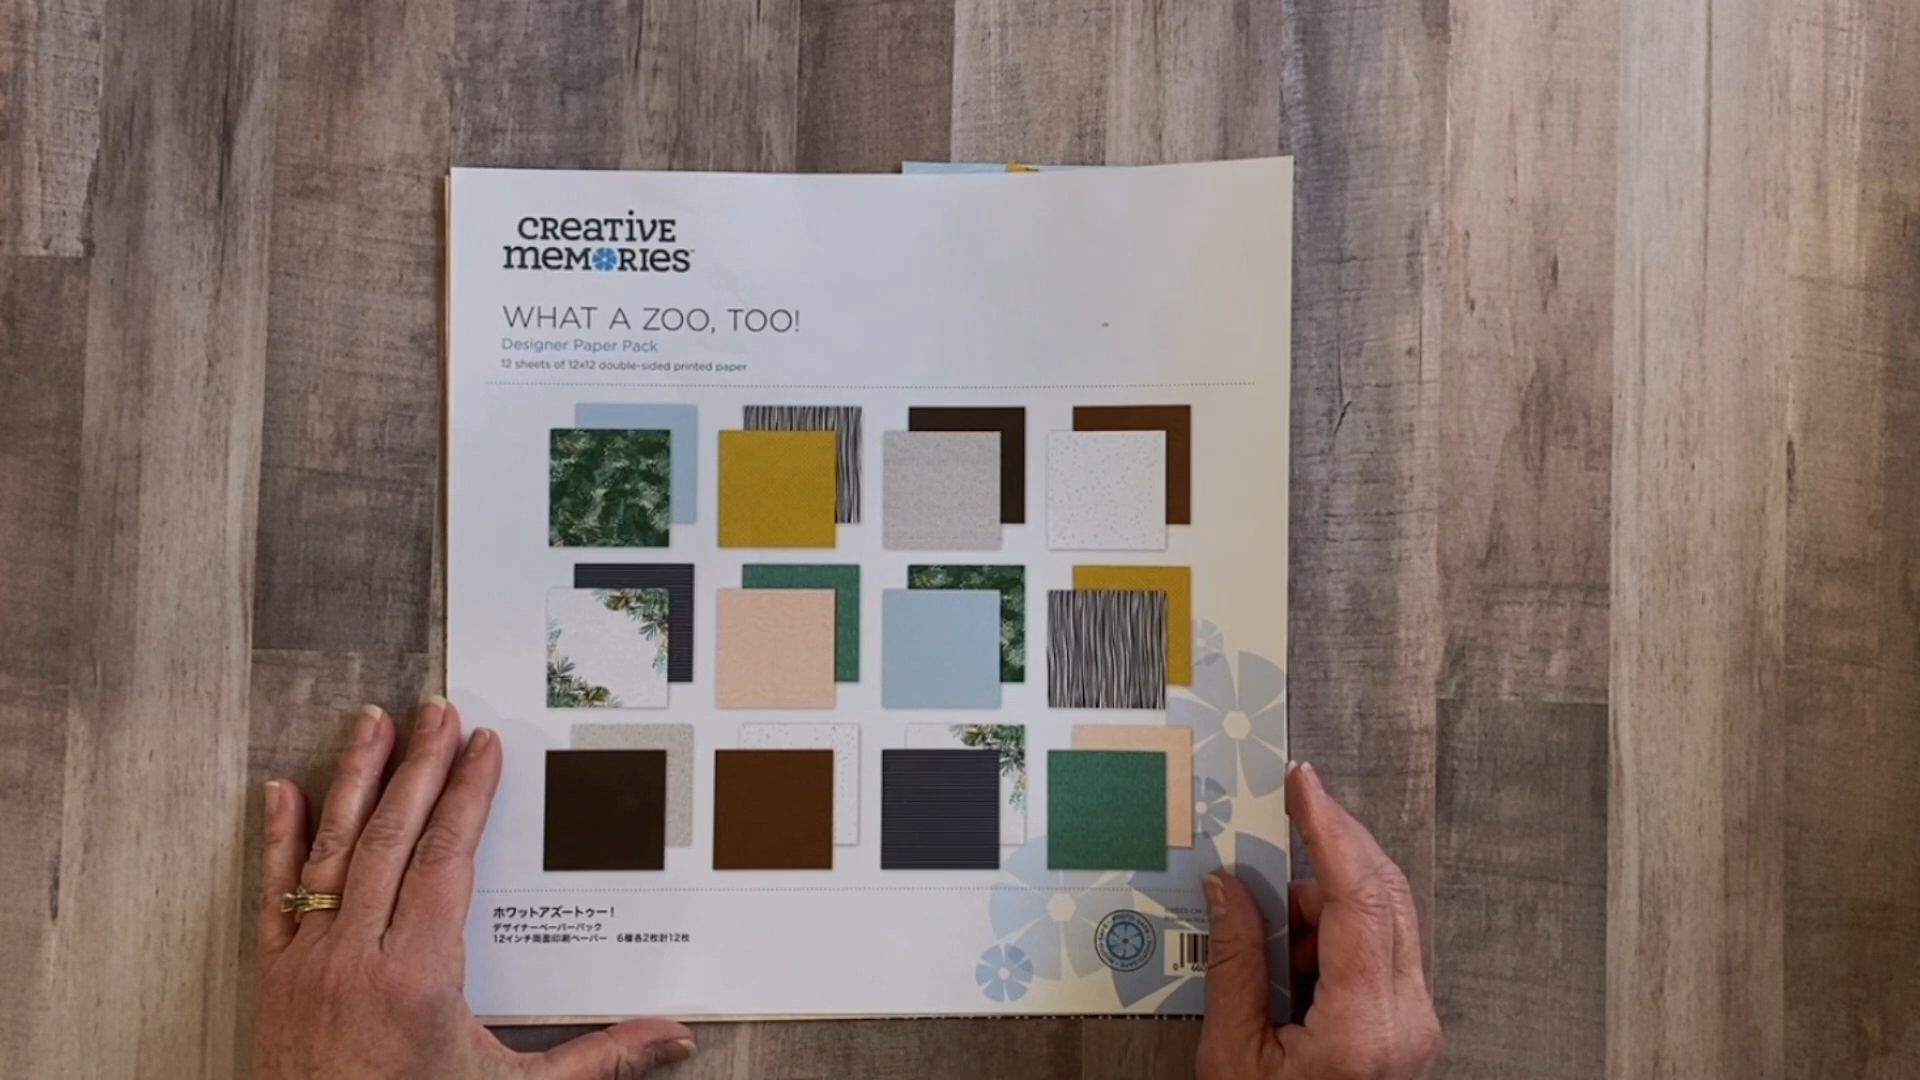 CREATIVE
MEMORIES
WHAT A ZOO, TOO!
Designer Paper Pack
12 sheets of 12x12 double-sided printed paper
ホワットアズートゥー！
デザイナーペーパーパック
12インチ両面印刷ペーパー　6種各2枚計12枚